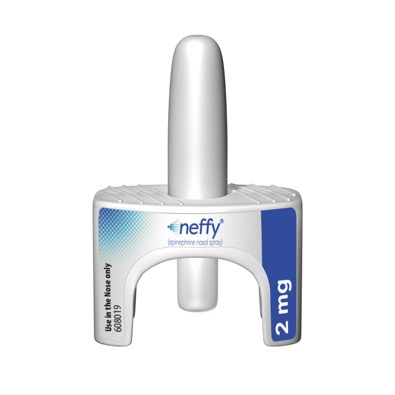 neffy®
(epinephrine nasal spray)
Use in the Nose only
608019
2 mg